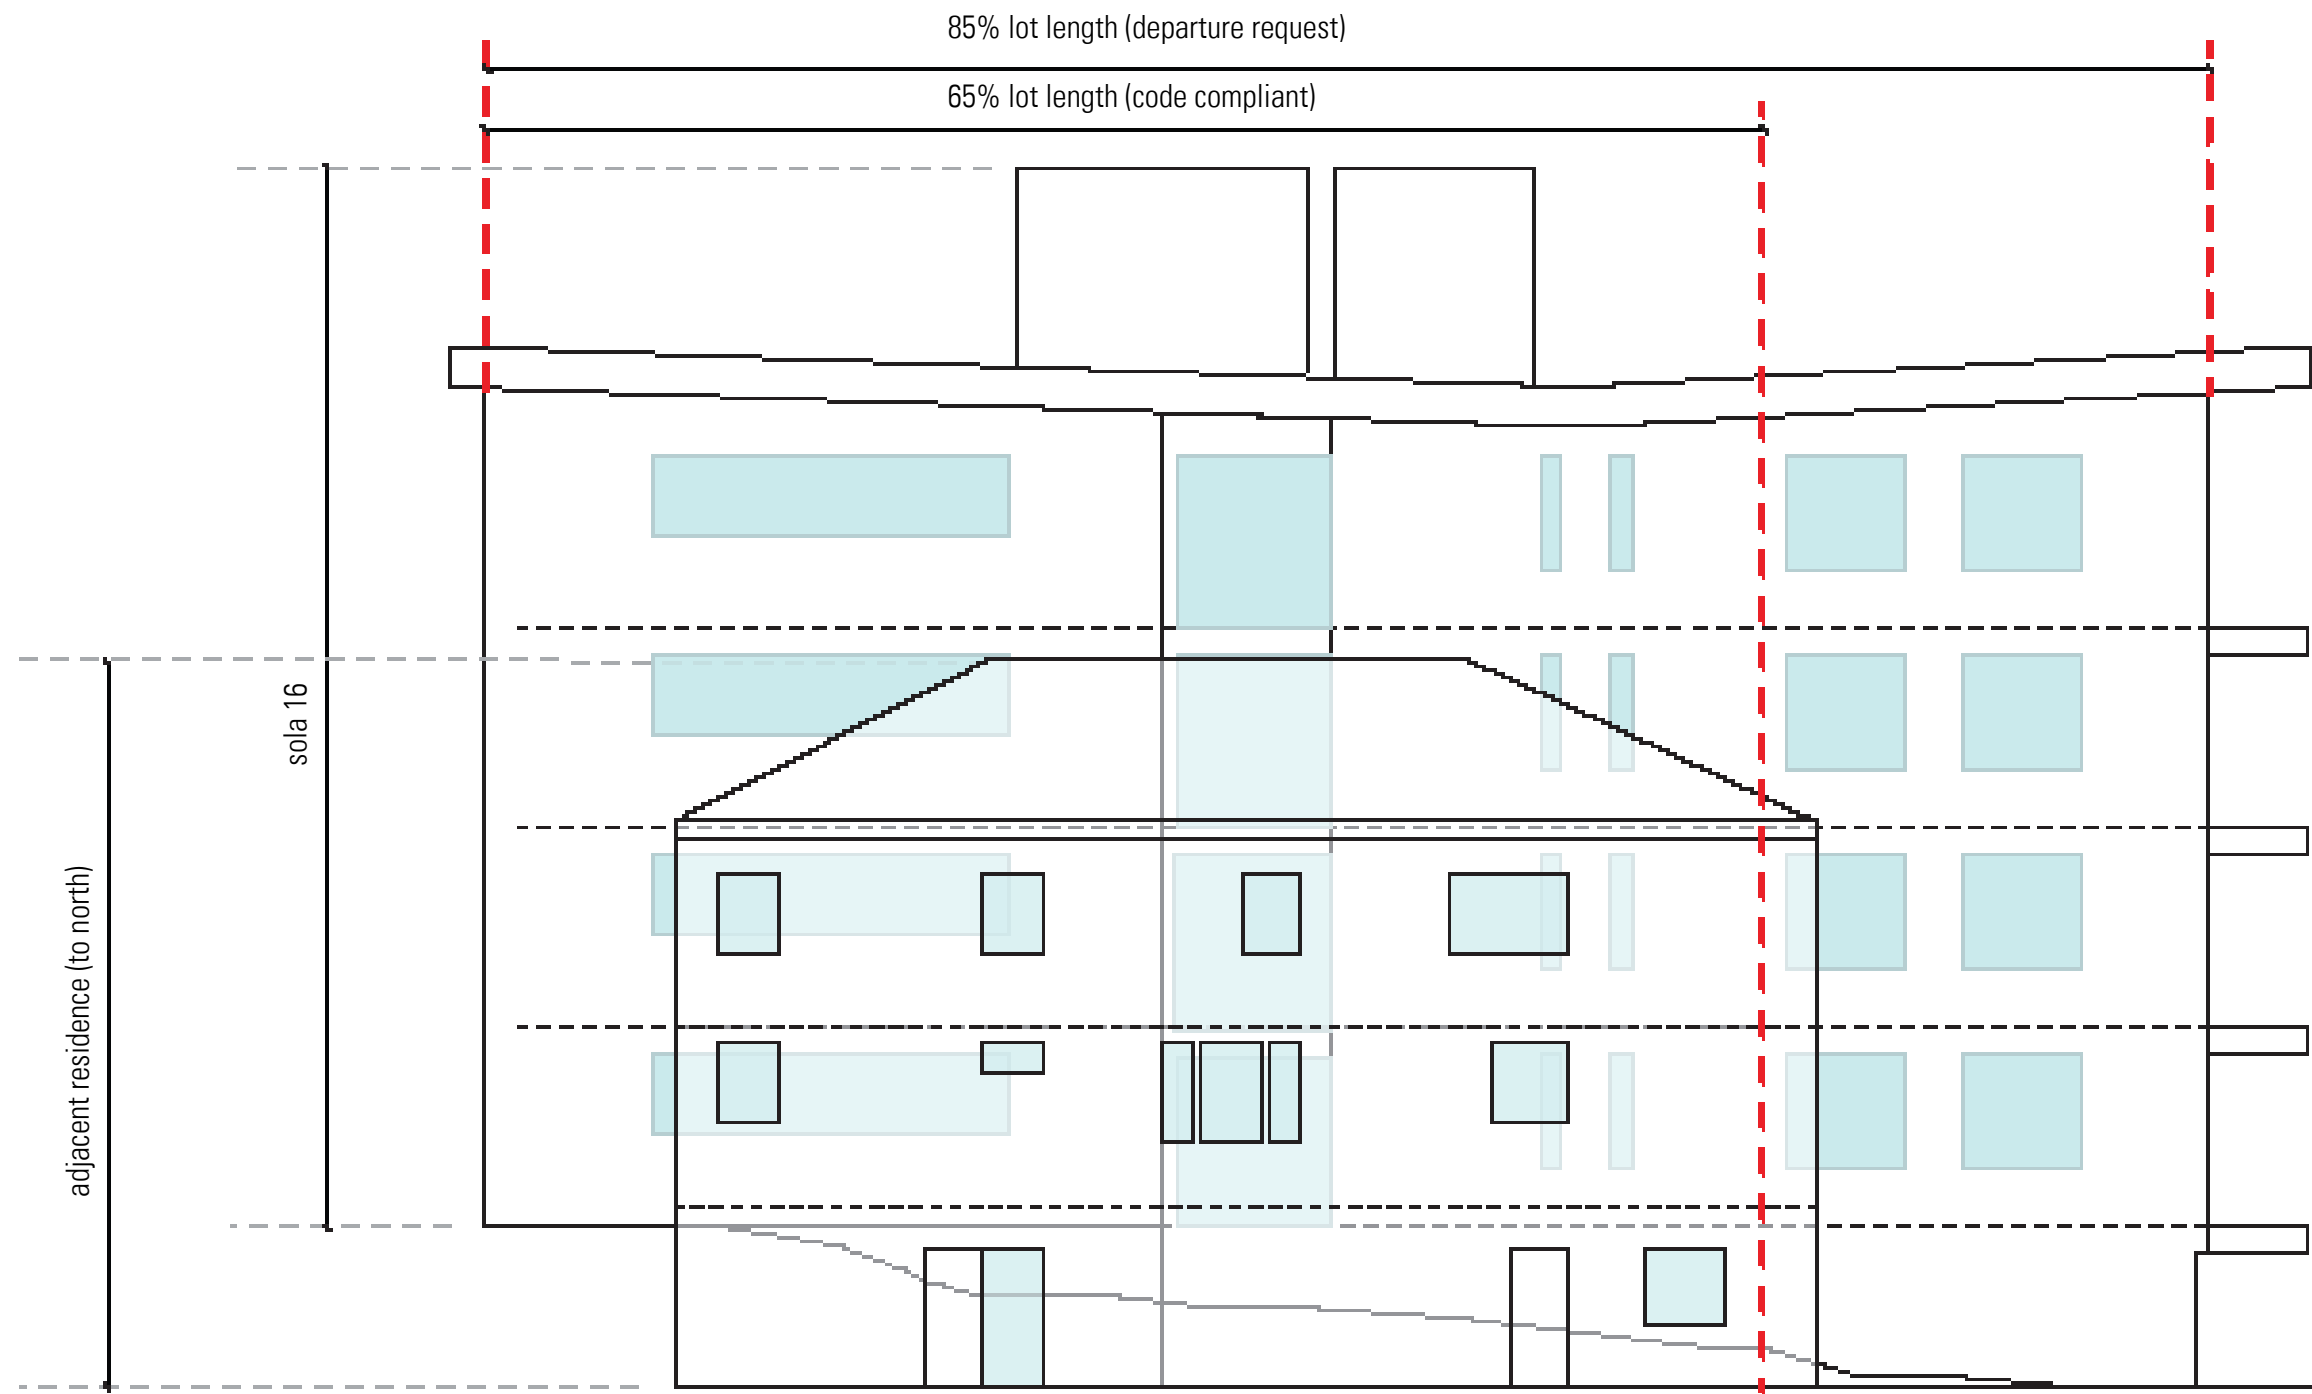 85% lot length (departure request)
65% lot length (code compliant)
sola 16
adjacent residence (to north)